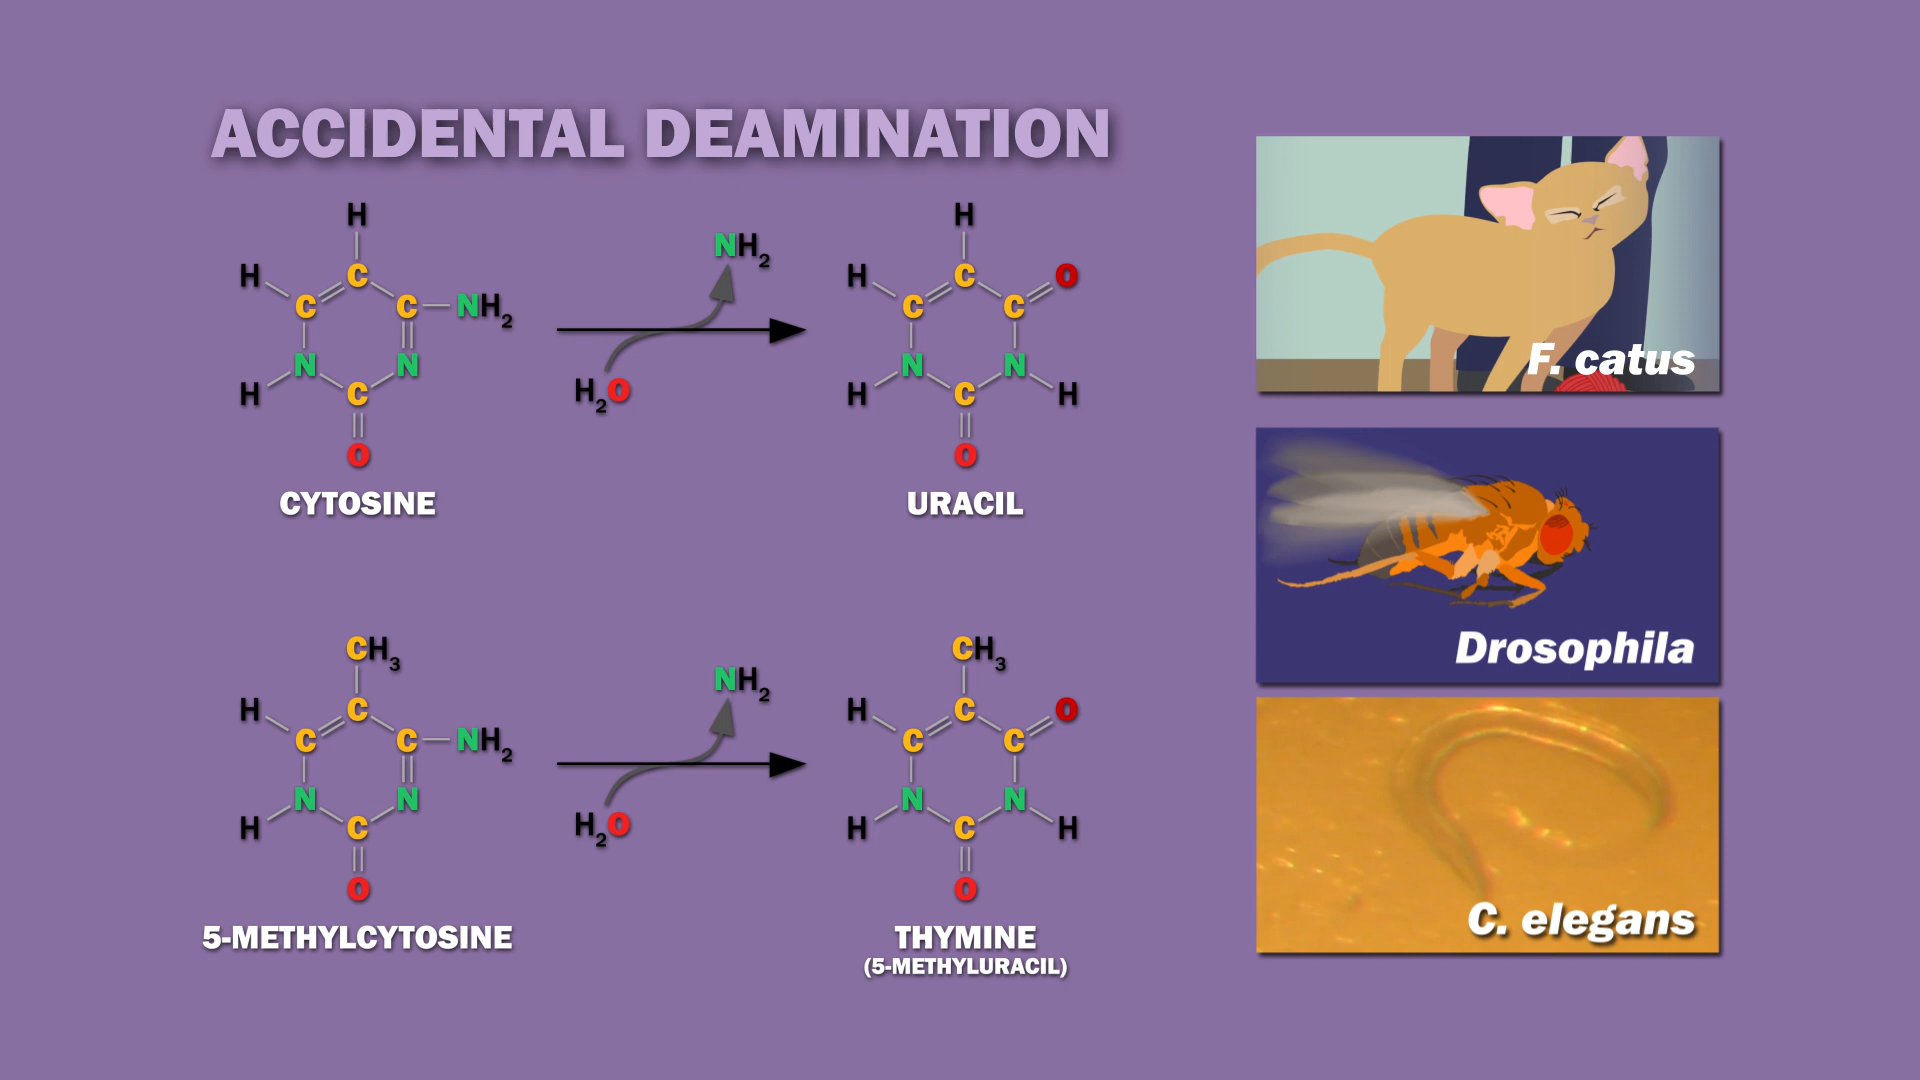 ACCIDENTAL DEAMINATION
H
H
C
C
C
NH₂
N
N
H
C
O
CYTOSINE
NH₂
H₂O
H
H
O
C
C
C
N
N
H
C
H
O
URACIL
CH₃
H
C
C
C
NH₂
N
N
H
C
O
5-METHYLCYTOSINE
NH₂
H₂O
CH₃
H
O
C
C
C
N
N
H
C
H
O
THYMINE
(5-METHYLURACIL)
F. catus
Drosophila
C. elegans